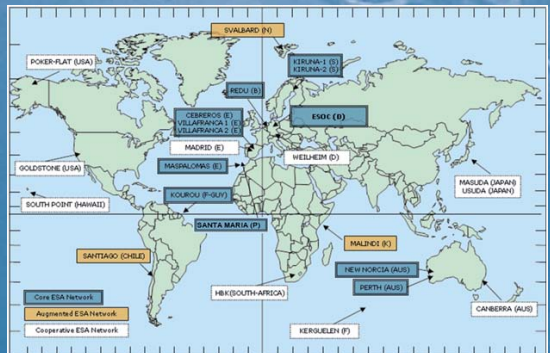 SVALBARD (N)
POKER-FLAT (USA)
KIRUNA-1 (S)
KIRUNA-2 (S)
REDU (B)
CEBREROS (E)
VILLAFRANCA 1 (E)
VILLAFRANCA 2 (E)
ESOC (D)
MADRID (E)
WEILHEIM (D)
GOLDSTONE (USA)
MASPALOMAS (E)
MASUDA (JAPAN)
USUDA (JAPAN)
SOUTH POINT (HAWAII)
KOUROU (F-GUY)
SANTA MARIA (P)
MALINDI (K)
SANTIAGO (CHILE)
NEW NORCIA (AUS)
PERTH (AUS)
HBK (SOUTH-AFRICA)
Core ESA Network
Augmented ESA Network
Cooperative ESA Network
CANBERRA (AUS)
KERGUELEN (F)